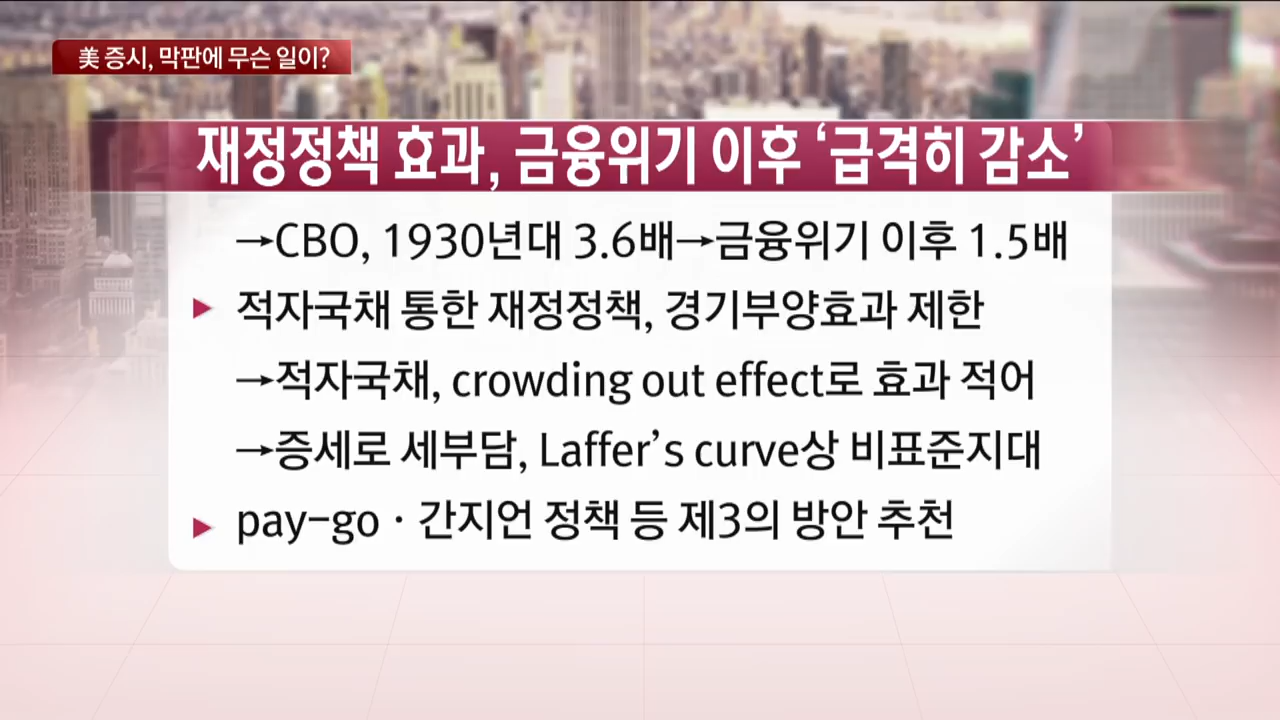 美 증시, 막판에 무슨 일이?
재정정책 효과, 금융위기 이후 ‘급격히 감소’
→CBO, 1930년대 3.6배→금융위기 이후 1.5배
▶ 적자국채 통한 재정정책, 경기부양효과 제한
→적자국채, crowding out effect로 효과 적어
→증세로 세부담, Laffer’s curve상 비표준지대
▶ pay-go · 간지언 정책 등 제3의 방안 추천